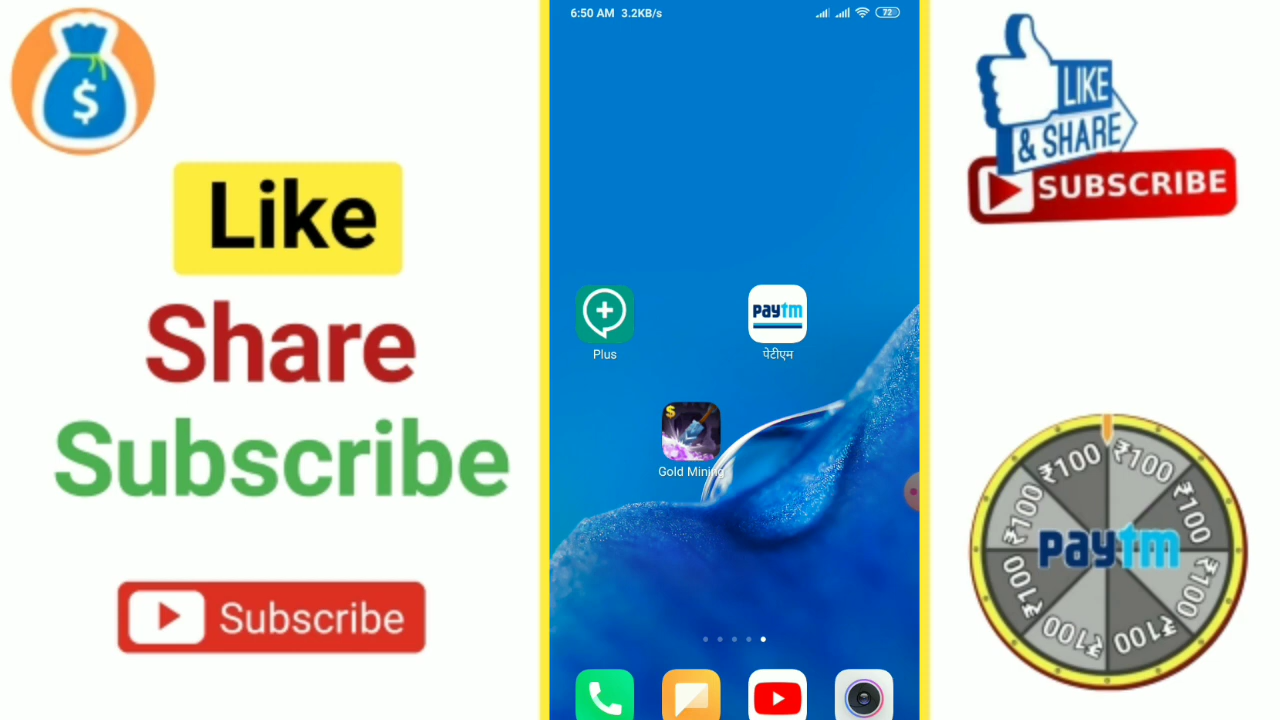 $
Like
Share
Subscribe
Subscribe
6:50 AM 3.2KB/s
72
Plus
paytm
पेटीएम
$
Gold Mining
LIKE
& SHARE
SUBSCRIBE
₹100
₹100
₹100
₹100
₹100
₹100
₹100
₹100
paytm